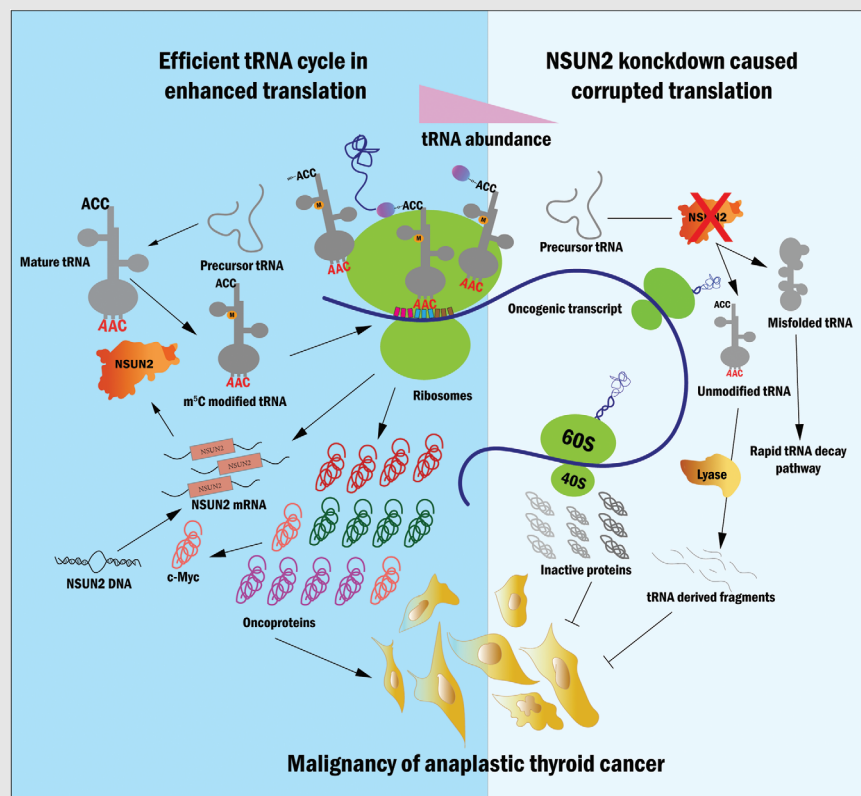 Efficient tRNA cycle in
enhanced translation
NSUN2 konckdown caused
corrupted translation
tRNA abundance
ACC
Mature tRNA
AAC
Precursor tRNA
ACC
M
AAC
m⁵C modified tRNA
NSUN2
ACC
M
AAC
ACC
M
AAC
ACC
M
AAC
Ribosomes
NSUN2
NSUN2
NSUN2
NSUN2 mRNA
NSUN2 DNA
c-Myc
Oncoproteins
Precursor tRNA
NSUN2
Oncogenic transcript
ACC
AAC
Unmodified tRNA
Misfolded tRNA
Rapid tRNA decay
pathway
Lyase
60S
40S
Inactive proteins
tRNA derived fragments
Malignancy of anaplastic thyroid cancer